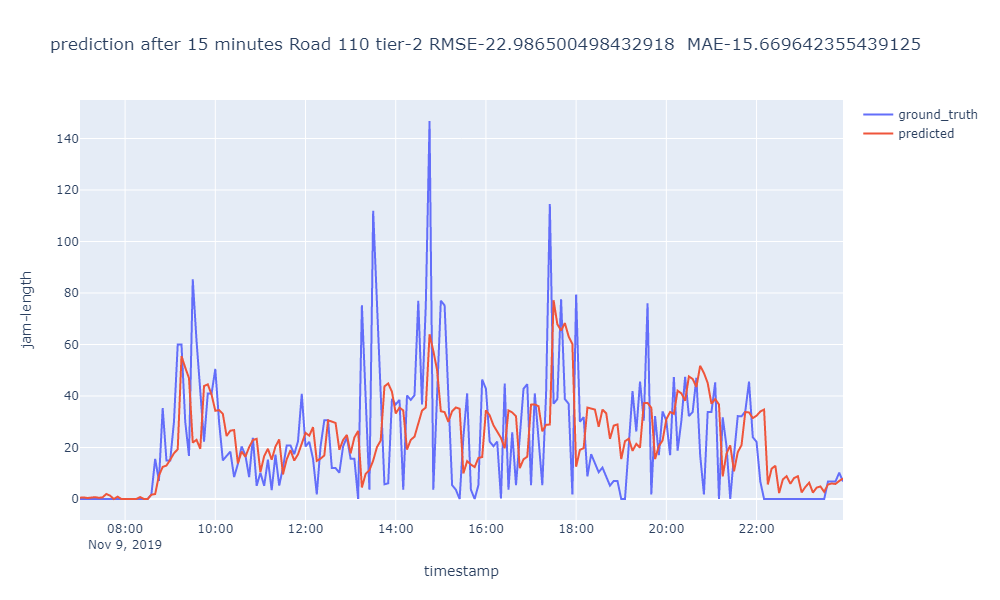 prediction after 15 minutes Road 110 tier-2 RMSE-22.986500498432918  MAE-15.669642355439125
ground_truth
predicted
140
120
100
80
60
40
20
0
jam-length
08:00 10:00 12:00 14:00 16:00 18:00 20:00 22:00
Nov 9, 2019
timestamp